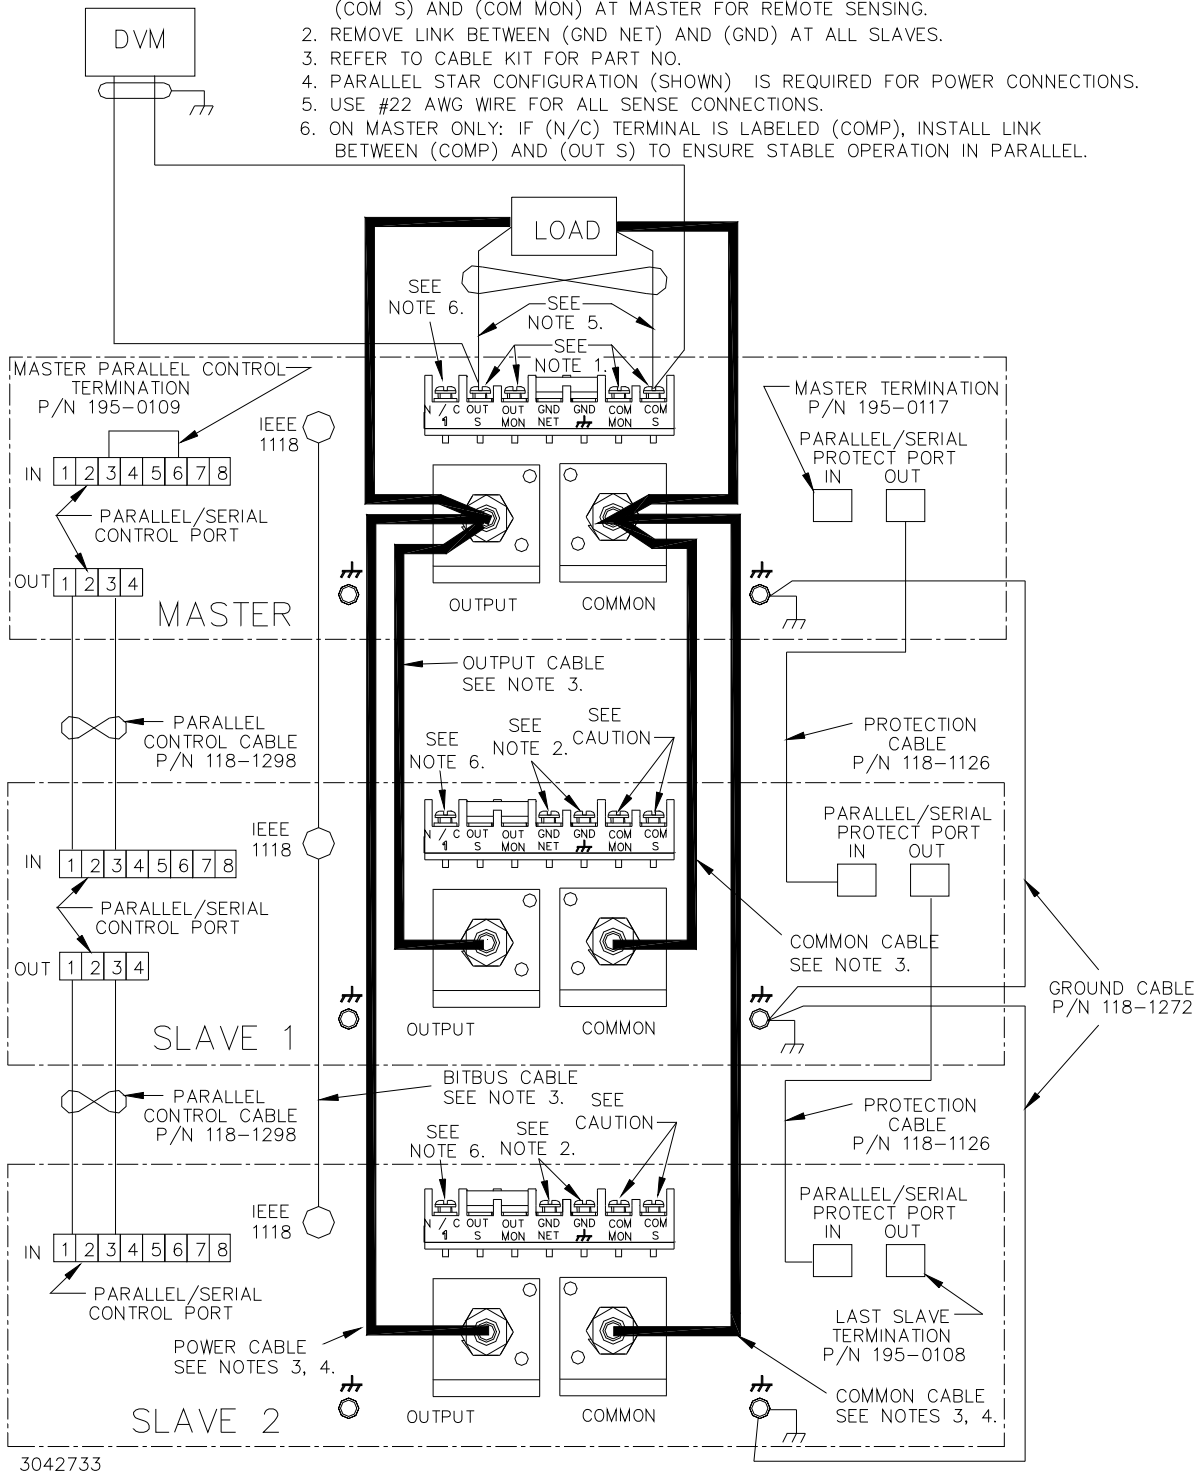 (COM S) AND (COM MON) AT MASTER FOR REMOTE SENSING.
2. REMOVE LINK BETWEEN (GND NET) AND (GND) AT ALL SLAVES.
3. REFER TO CABLE KIT FOR PART NO.
4. PARALLEL STAR CONFIGURATION (SHOWN) IS REQUIRED FOR POWER CONNECTIONS.
5. USE #22 AWG WIRE FOR ALL SENSE CONNECTIONS.
6. ON MASTER ONLY: IF (N/C) TERMINAL IS LABELED (COMP), INSTALL LINK
BETWEEN (COMP) AND (OUT S) TO ENSURE STABLE OPERATION IN PARALLEL.
DVM
LOAD
SEE
NOTE 6.
SEE
NOTE 5.
SEE
NOTE 1.
MASTER PARALLEL CONTROL
TERMINATION
P/N 195-0109
IEEE
1118
N / C OUT OUT GND GND COM COM
¶ S MON NET MON S
MASTER TERMINATION
P/N 195-0117
PARALLEL/SERIAL
PROTECT PORT
IN OUT
IN 1 2 3 4 5 6 7 8
PARALLEL/SERIAL
CONTROL PORT
OUT 1 2 3 4
MASTER
OUTPUT COMMON
OUTPUT CABLE
SEE NOTE 3.
PARALLEL
CONTROL CABLE
P/N 118-1298
SEE
NOTE 6.
SEE
NOTE 2.
SEE
CAUTION
PROTECTION
CABLE
P/N 118-1126
IEEE
1118
N / C OUT OUT GND GND COM COM
¶ S MON NET MON S
PARALLEL/SERIAL
PROTECT PORT
IN OUT
IN 1 2 3 4 5 6 7 8
PARALLEL/SERIAL
CONTROL PORT
OUT 1 2 3 4
COMMON CABLE
SEE NOTE 3.
GROUND CABLE
P/N 118-1272
SLAVE 1
OUTPUT COMMON
BITBUS CABLE
SEE NOTE 3.
PARALLEL
CONTROL CABLE
P/N 118-1298
SEE
NOTE 6.
SEE
NOTE 2.
SEE
CAUTION
PROTECTION
CABLE
P/N 118-1126
IEEE
1118
N / C OUT OUT GND GND COM COM
¶ S MON NET MON S
PARALLEL/SERIAL
PROTECT PORT
IN OUT
IN 1 2 3 4 5 6 7 8
PARALLEL/SERIAL
CONTROL PORT
LAST SLAVE
TERMINATION
P/N 195-0108
POWER CABLE
SEE NOTES 3, 4.
COMMON CABLE
SEE NOTES 3, 4.
SLAVE 2
OUTPUT COMMON
3042733